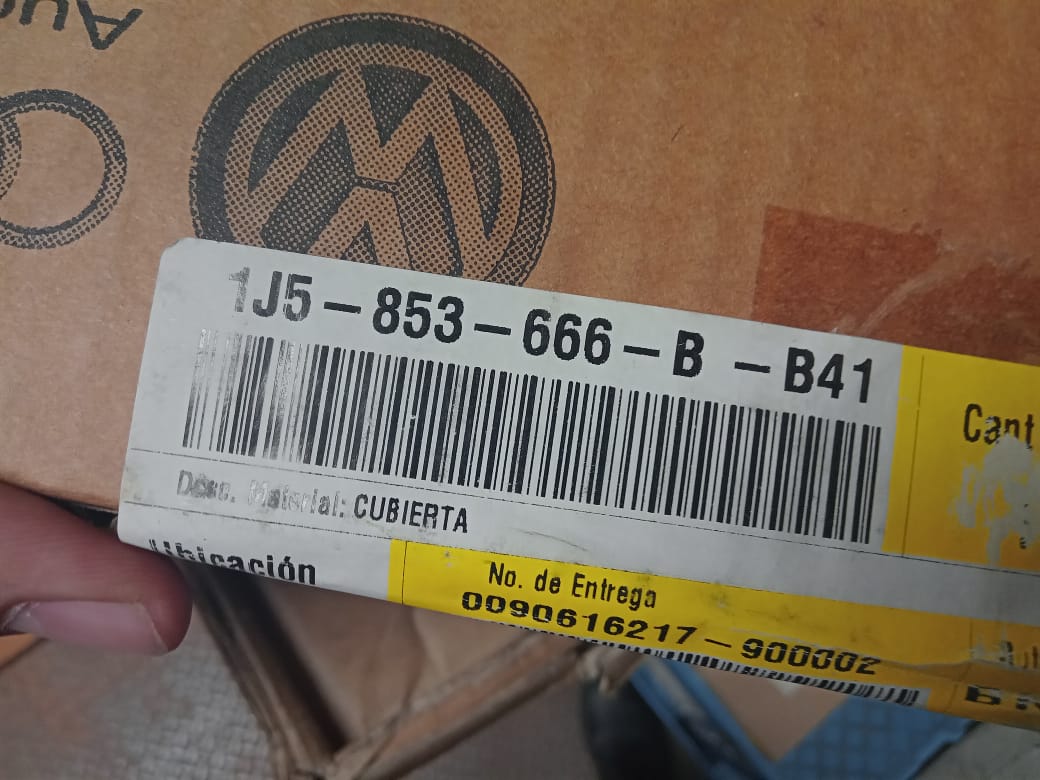 1J5-853-666-B -B41
Cant
Desc. Material: CUBIERTA
Ubicación
No. de Entrega
0090616217-900002